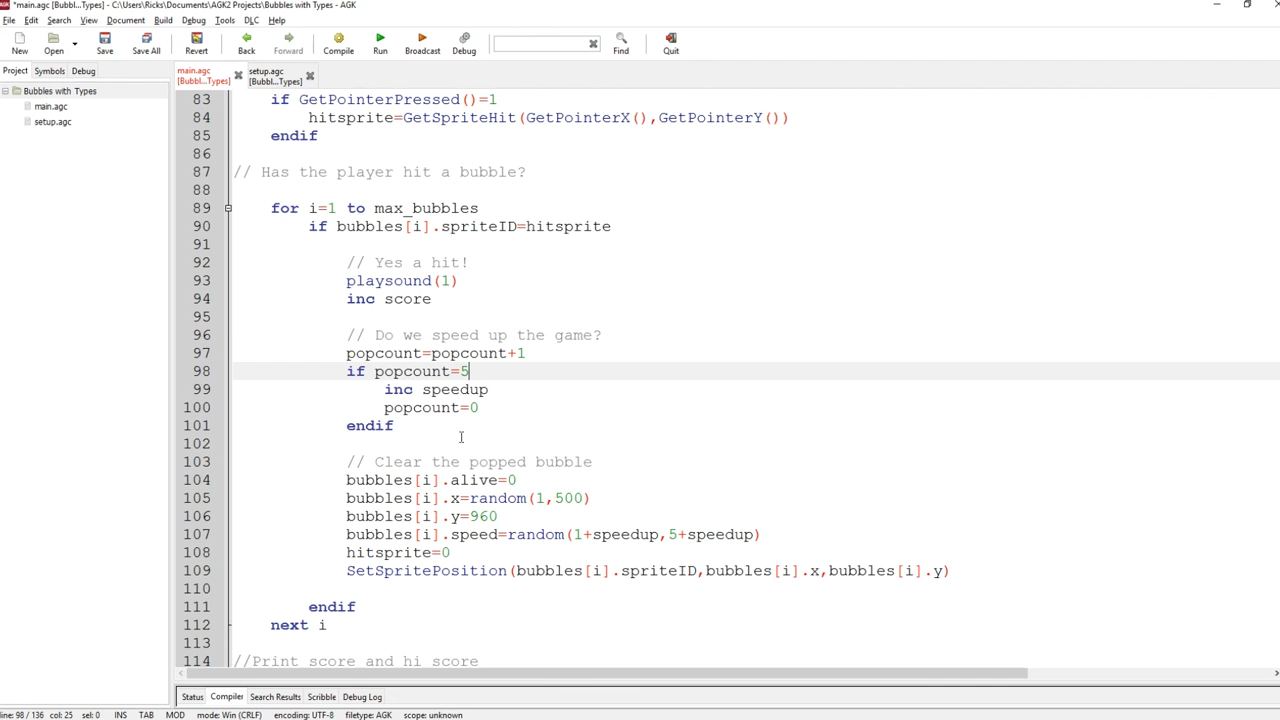 *main.agc (Bubbl...Types) - C:\Users\Ricks\Documents\AGK2 Projects\Bubbles with Types - AGK
File Edit Search View Document Build Debug Tools DLC Help
New Open Save Save All Revert Back Forward Compile Run Broadcast Debug Find Quit
Project Symbols Debug
main.agc
[Bubbl...Types]
setup.agc
[Bubbl...Types]
Bubbles with Types
main.agc
setup.agc
83 if GetPointerPressed()=1
84 hitsprite=GetSpriteHit(GetPointerX(),GetPointerY())
85 endif
86
87 // Has the player hit a bubble?
88
89 for i=1 to max_bubbles
90 if bubbles[i].spriteID=hitsprite
91
92 // Yes a hit!
93 playsound(1)
94 inc score
95
96 // Do we speed up the game?
97 popcount=popcount+1
98 if popcount=5
99 inc speedup
100 popcount=0
101 endif
102
103 // Clear the popped bubble
104 bubbles[i].alive=0
105 bubbles[i].x=random(1,500)
106 bubbles[i].y=960
107 bubbles[i].speed=random(1+speedup,5+speedup)
108 hitsprite=0
109 SetSpritePosition(bubbles[i].spriteID,bubbles[i].x,bubbles[i].y)
110
111 endif
112 next i
113
114 //Print score and hi score
Status Compiler Search Results Scribble Debug Log
line: 98 / 136 col: 25 sel: 0 INS TAB MOD mode: Win (CRLF) encoding: UTF-8 filetype: AGK scope: unknown